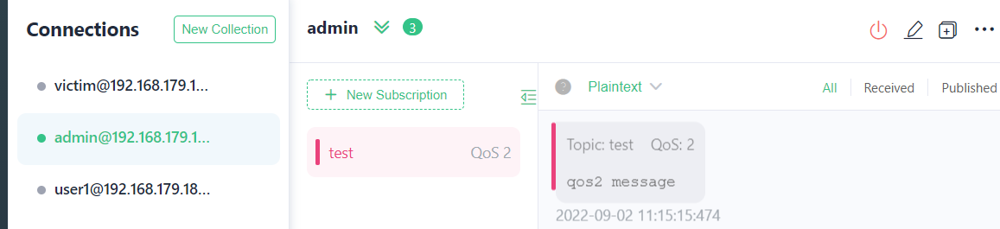 Connections
New Collection
victim@192.168.179.1...
admin@192.168.179.1...
user1@192.168.179.18...
admin 3
+ New Subscription
test QoS 2
? Plaintext All Received Published
Topic: test QoS: 2
qos2 message
2022-09-02 11:15:15:474